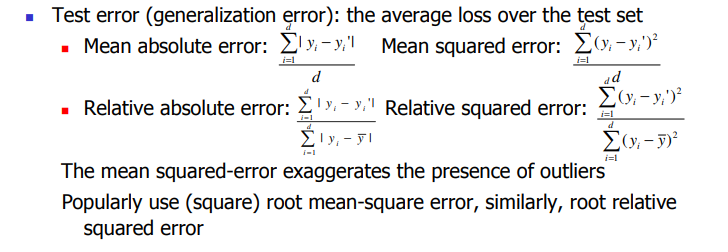 Test error (generalization error): the average loss over the test set
Mean absolute error: \frac{\sum_{i=1}^{d} | y_i - y_i' |}{d} Mean squared error: \frac{\sum_{i=1}^{d} (y_i - y_i')^2}{d}
Relative absolute error: \frac{\sum_{i=1}^{d} | y_i - y_i' |}{\sum_{i=1}^{d} | y_i - \bar{y} |} Relative squared error: \frac{\sum_{i=1}^{d} (y_i - y_i')^2}{\sum_{i=1}^{d} (y_i - \bar{y})^2}
The mean squared-error exaggerates the presence of outliers
Popularly use (square) root mean-square error, similarly, root relative
squared error